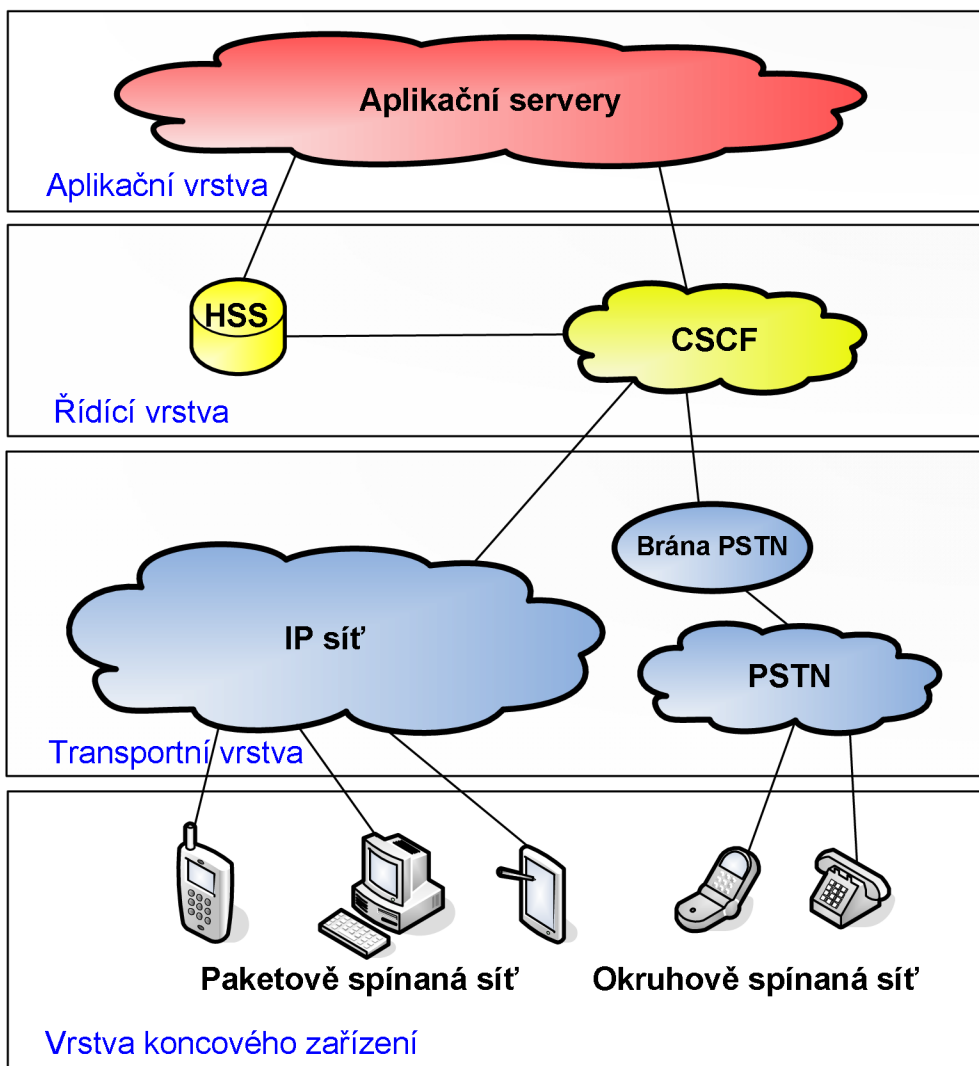 Aplikační servery
Aplikační vrstva
HSS
CSCF
Řídící vrstva
Brána PSTN
IP síť
PSTN
Transportní vrstva
Paketově spínaná síť
Okruhově spínaná síť
Vrstva koncového zařízení